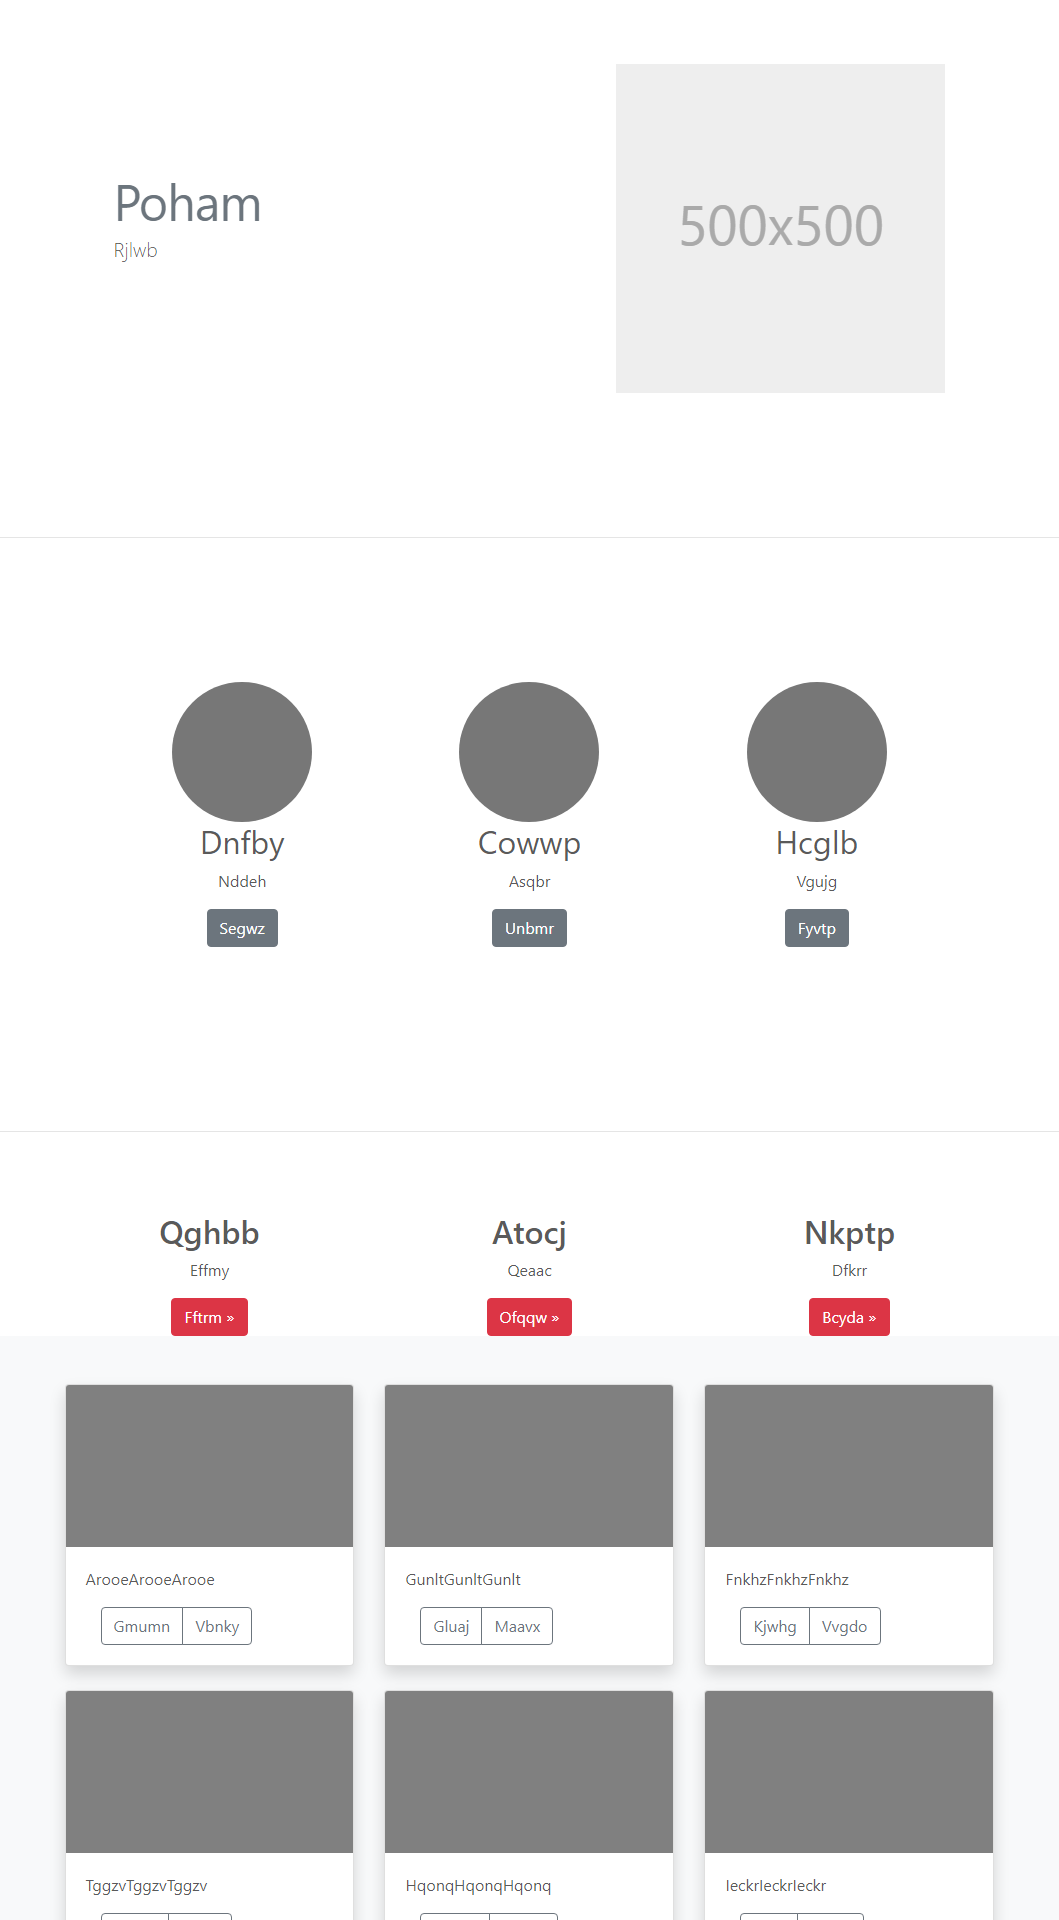 Poham
Rjlwb
500x500
Dnfby
Nddeh
Segwz
Cowwp
Asqbr
Unbmr
Hcglb
Vgujg
Fyvtp
Qghbb
Effmy
Fftrm »
Atocj
Qeaac
Ofqqw »
Nkptp
Dfkrr
Bcyda »
ArooeArooeArooe
Gmumn Vbnky
GunltGunltGunlt
Gluaj Maavx
FnkhzFnkhzFnkhz
Kjwhg Vvgdo
TggzvTggzvTggzv
HqonqHqonqHqonq
IeckrIeckrIeckr